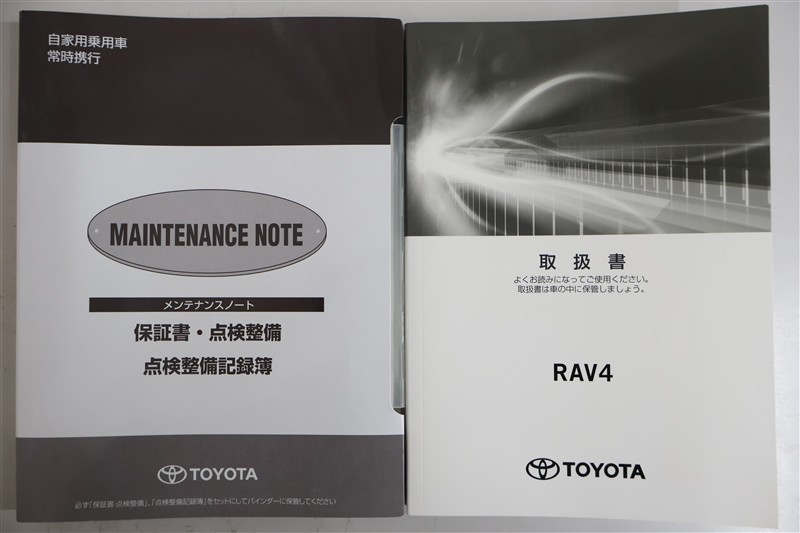 自家用乗用車
常時携行
MAINTENANCE NOTE
メンテナンスノート
保証書・点検整備
点検整備記録簿
TOYOTA
必ず「保証書・点検整備」、「点検整備記録簿」をセットにしてバインダーに保管してください
取扱書
よくお読みになってご使用ください。
取扱書は車の中に保管しましょう。
RAV4
TOYOTA